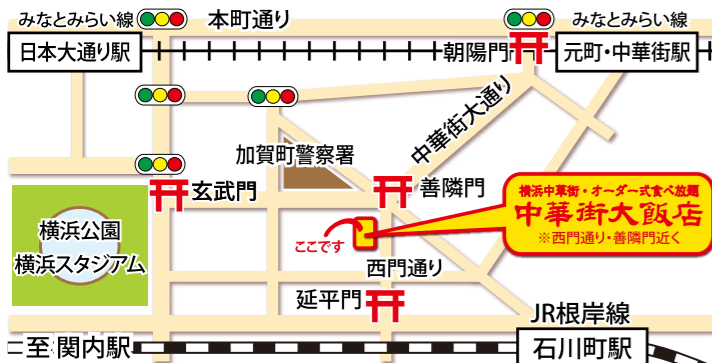 みなとみらい線
本町通り
みなとみらい線
日本大通り駅
朝陽門
元町・中華街駅
中華街大通り
加賀町警察署
玄武門
善隣門
横浜中華街・オーダー式食べ放題
中華街大飯店
※西門通り・善隣門近く
横浜公園
横浜スタジアム
ここです
西門通り
延平門
JR根岸線
至関内駅
石川町駅